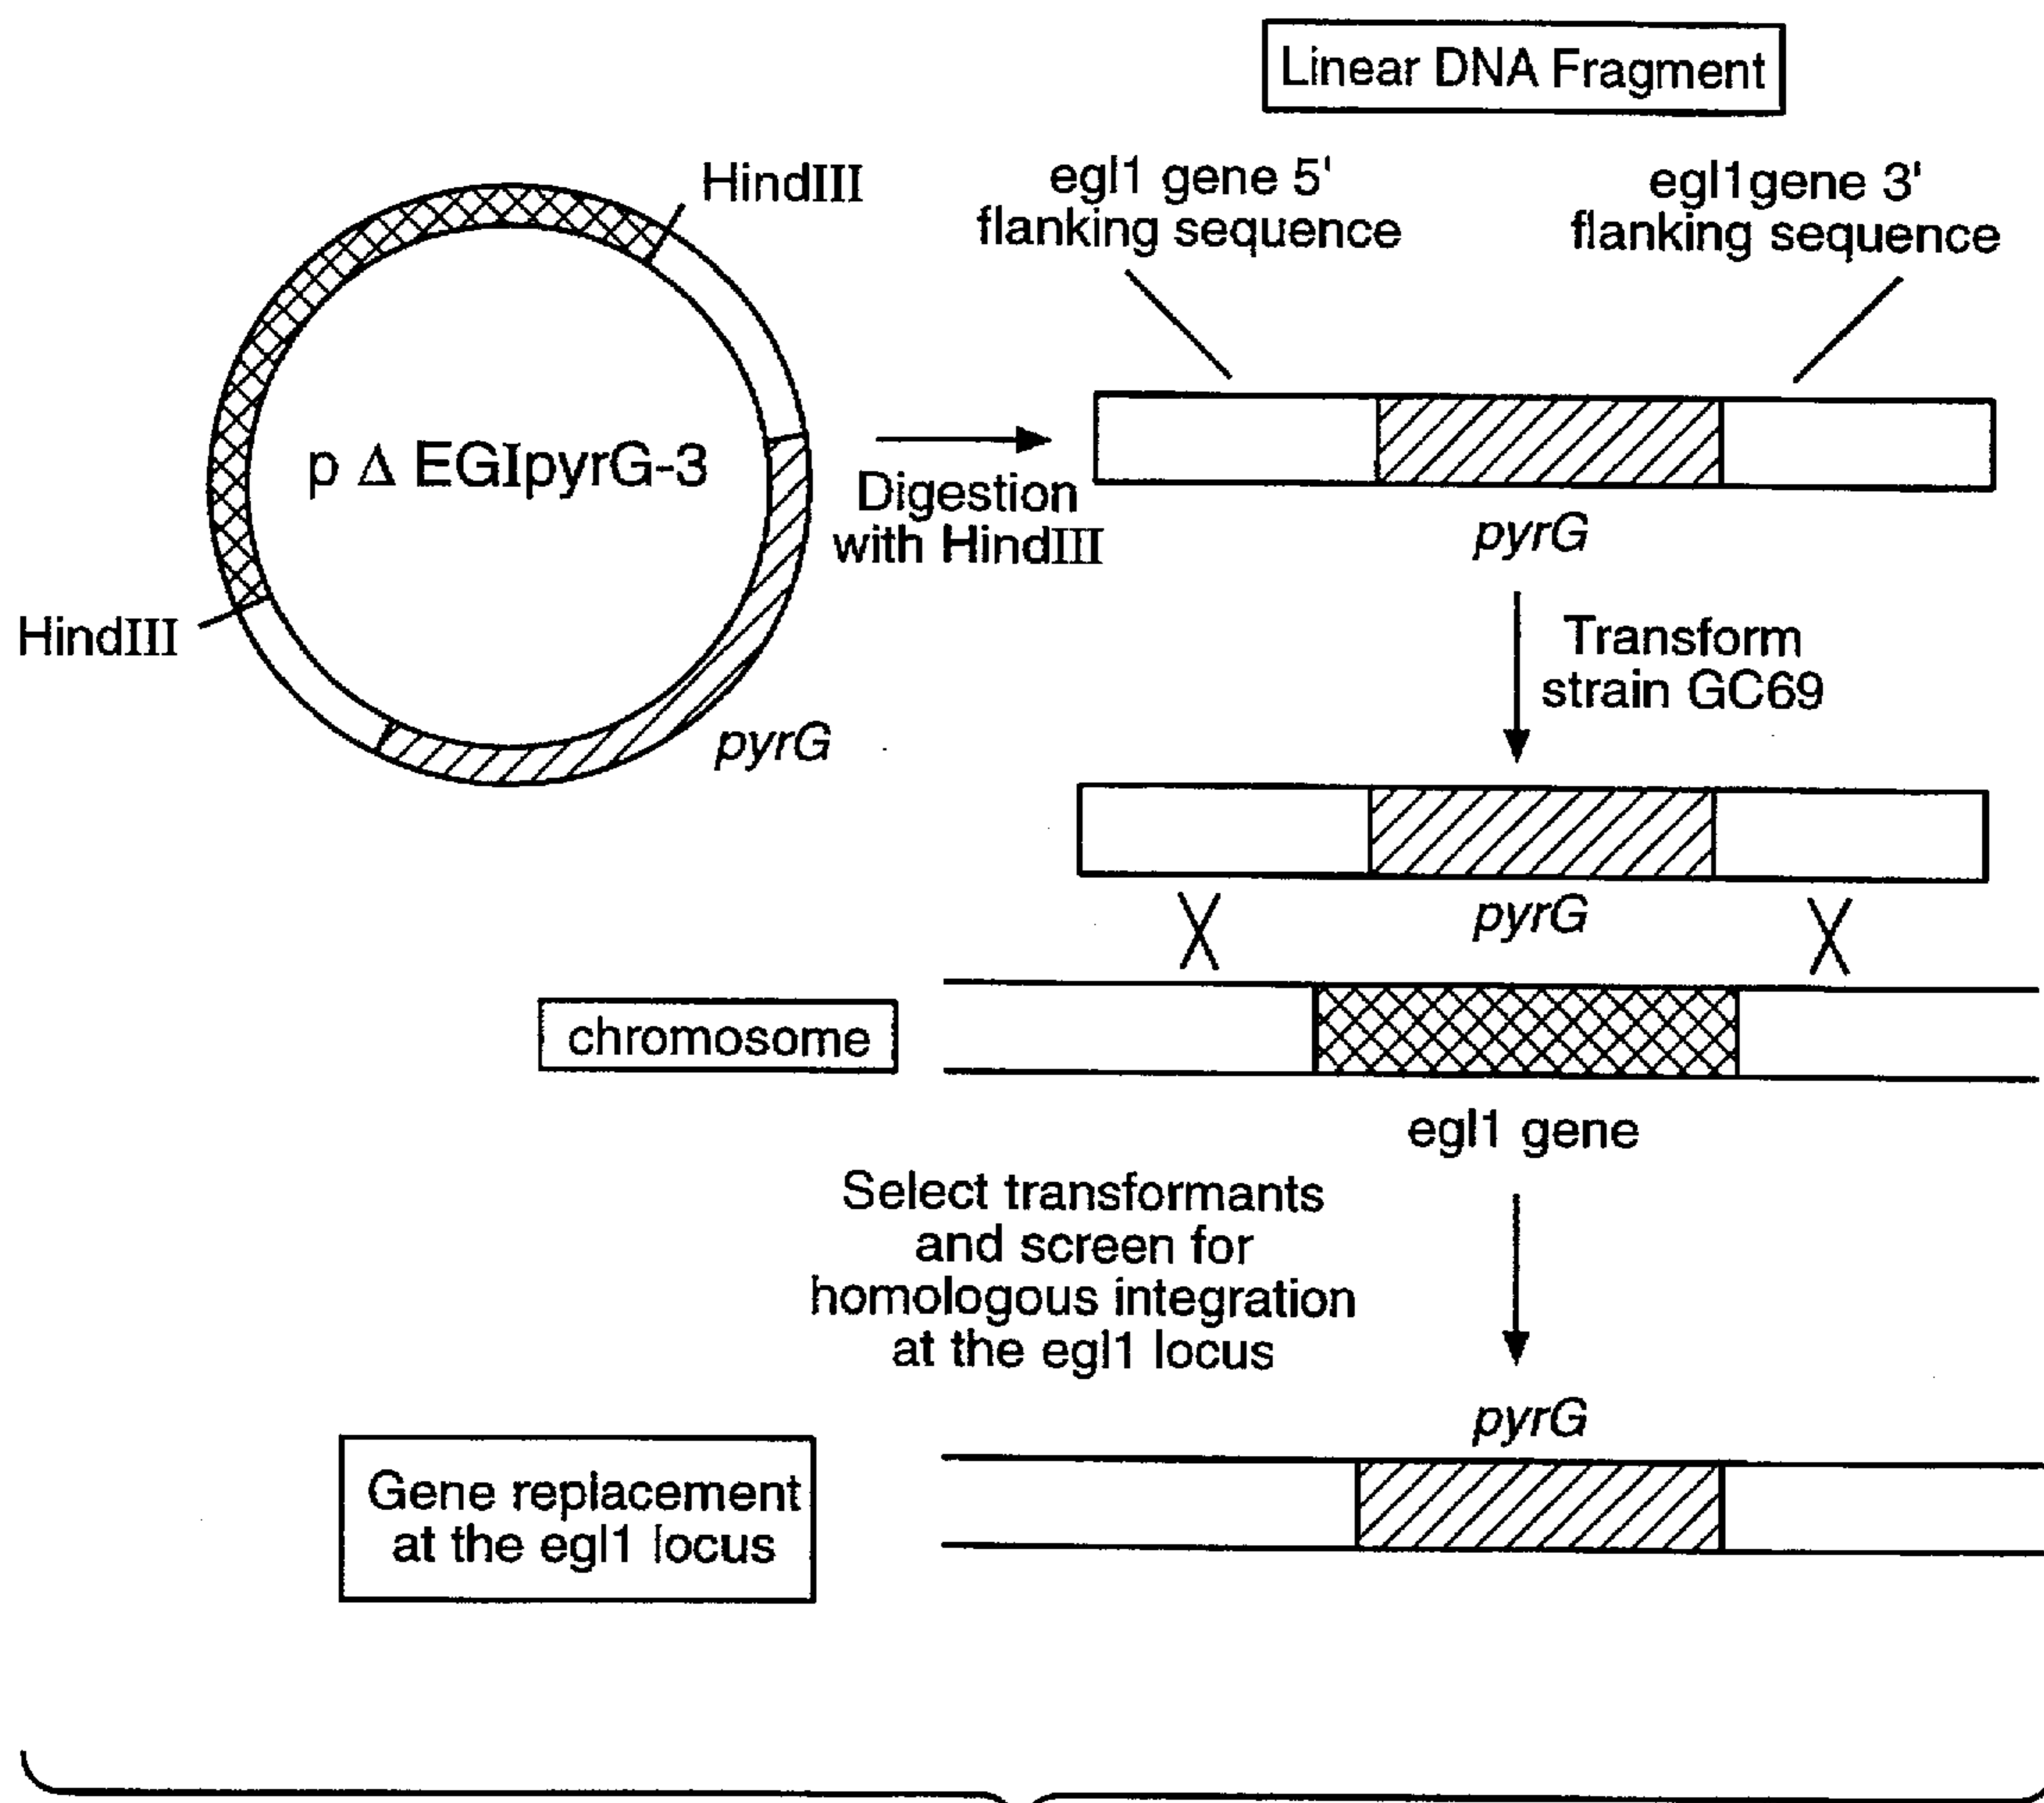 Linear DNA Fragment
HindIII
egl1 gene 5'
flanking sequence
egl1gene 3'
flanking sequence
p Δ EGIpyrG-3
Digestion
with HindIII
pyrG
HindIII
pyrG
Transform
strain GC69
pyrG
chromosome
egl1 gene
Select transformants
and screen for
homologous integration
at the egl1 locus
pyrG
Gene replacement
at the egl1 locus